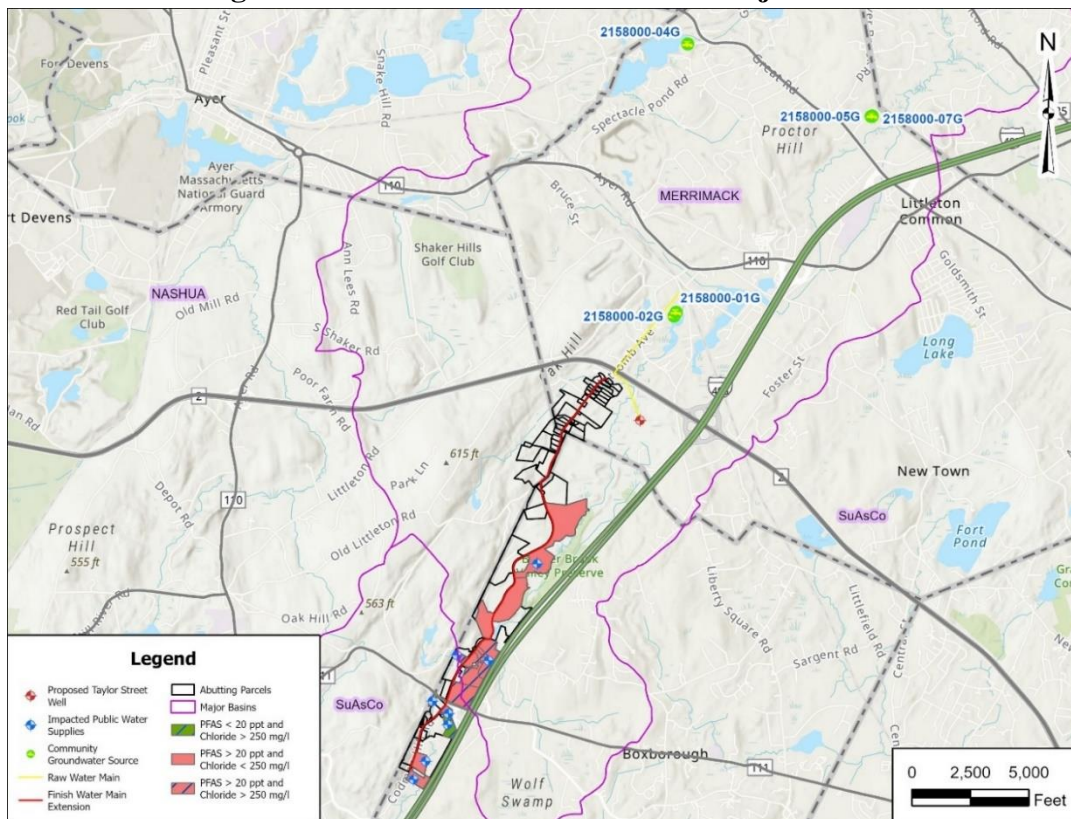 2158000-04G
N
Pleasant St
Snake Hill Rd
Great Rd
Fort Devens
Ayer
Spectacle Pond Rd
2158000-05G
2158000-07G
Proctor
Hill
Ayer
Massachusetts
National Guard
Armory
110
Ayer Rd
MERRIMACK
Bruce St
Littleton
Common
Ann Lees Rd
Shaker Hills
Golf Club
110
Goldsmith St
NASHUA
Old Mill Rd
2158000-01G
2158000-02G
Red Tail Golf
Club
S Shaker Rd
Long
Lake
Foster St
2
Poor Farm Rd
615 ft
Park Ln
Littleton Rd
2
New Town
Depot Rd
110
SuAsCo
Prospect
Hill
555 ft
Old Littleton Rd
Fort
Pond
563 ft
Oak Hill Rd
Liberty Square Rd
Littlefield Rd
Sargent Rd
SuAsCo
Boxborough
111
Wolf
Swamp
Legend
Proposed Taylor Street
Well
Impacted Public Water
Supplies
Community
Groundwater Source
Raw Water Main
Finish Water Main
Extension
Abutting Parcels
Major Basins
PFAS < 20 ppt and
Chloride > 250 mg/l
PFAS > 20 ppt and
Chloride < 250 mg/l
PFAS > 20 ppt and
Chloride > 250 mg/l
0 2,500 5,000
Feet